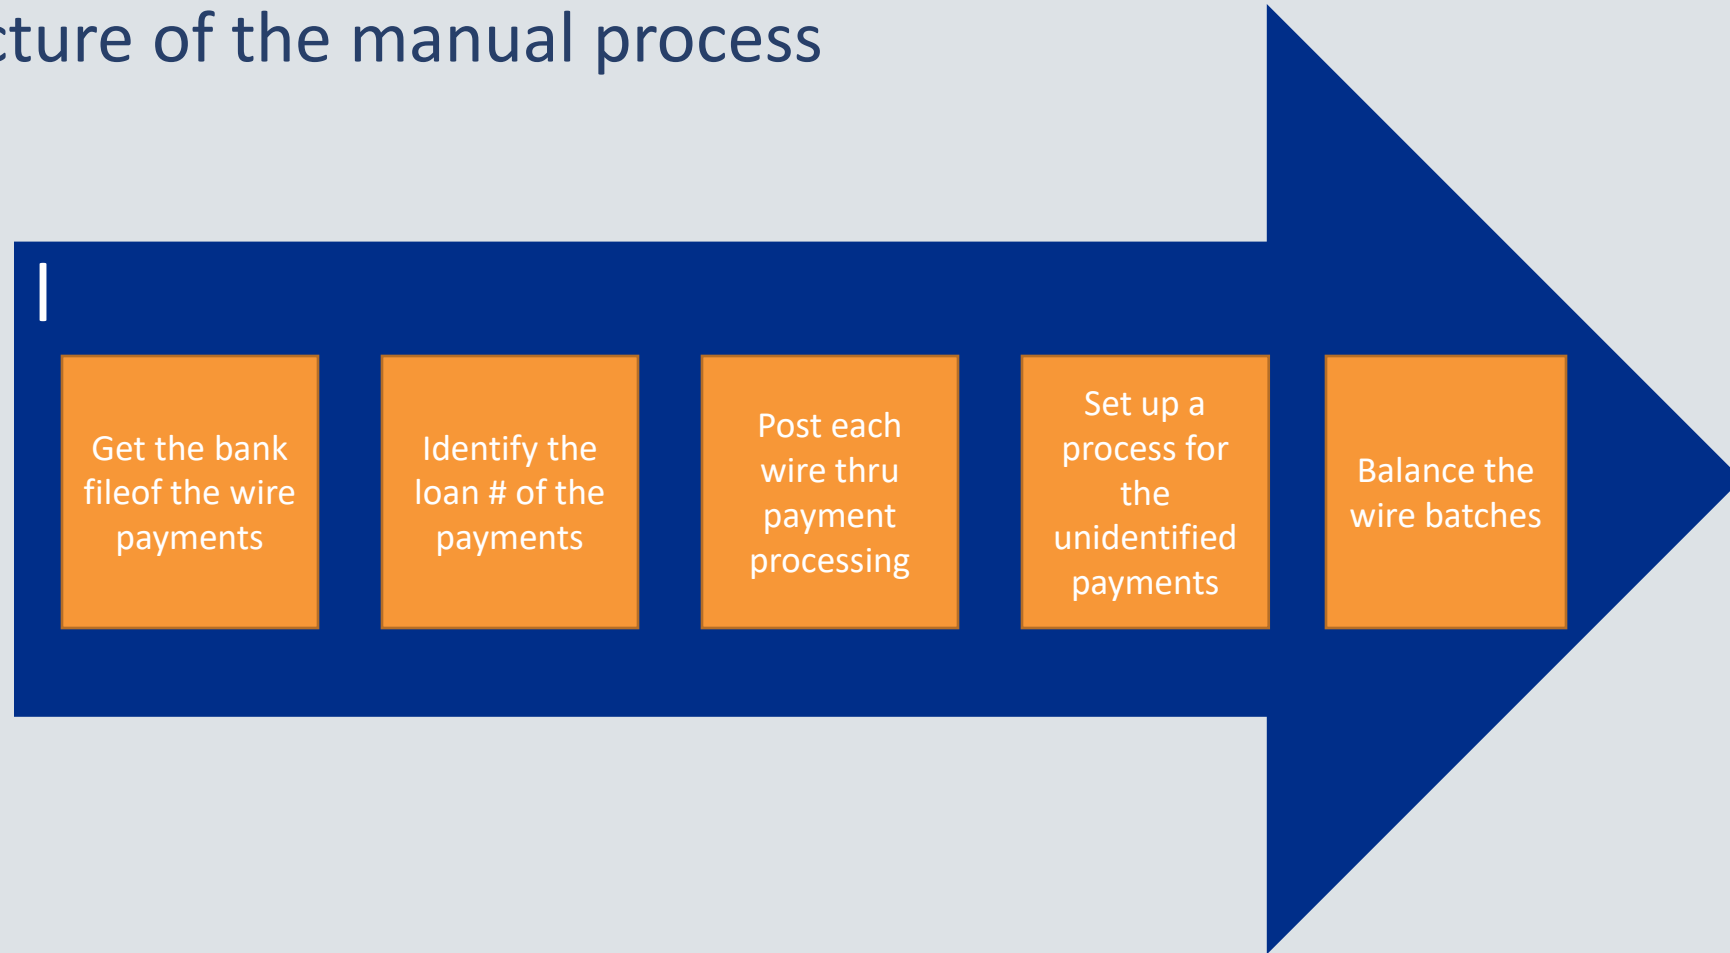 cture of the manual process
Get the bank
fileof the wire
payments
Identify the
loan # of the
payments
Post each
wire thru
payment
processing
Set up a
process for
the
unidentified
payments
Balance the
wire batches